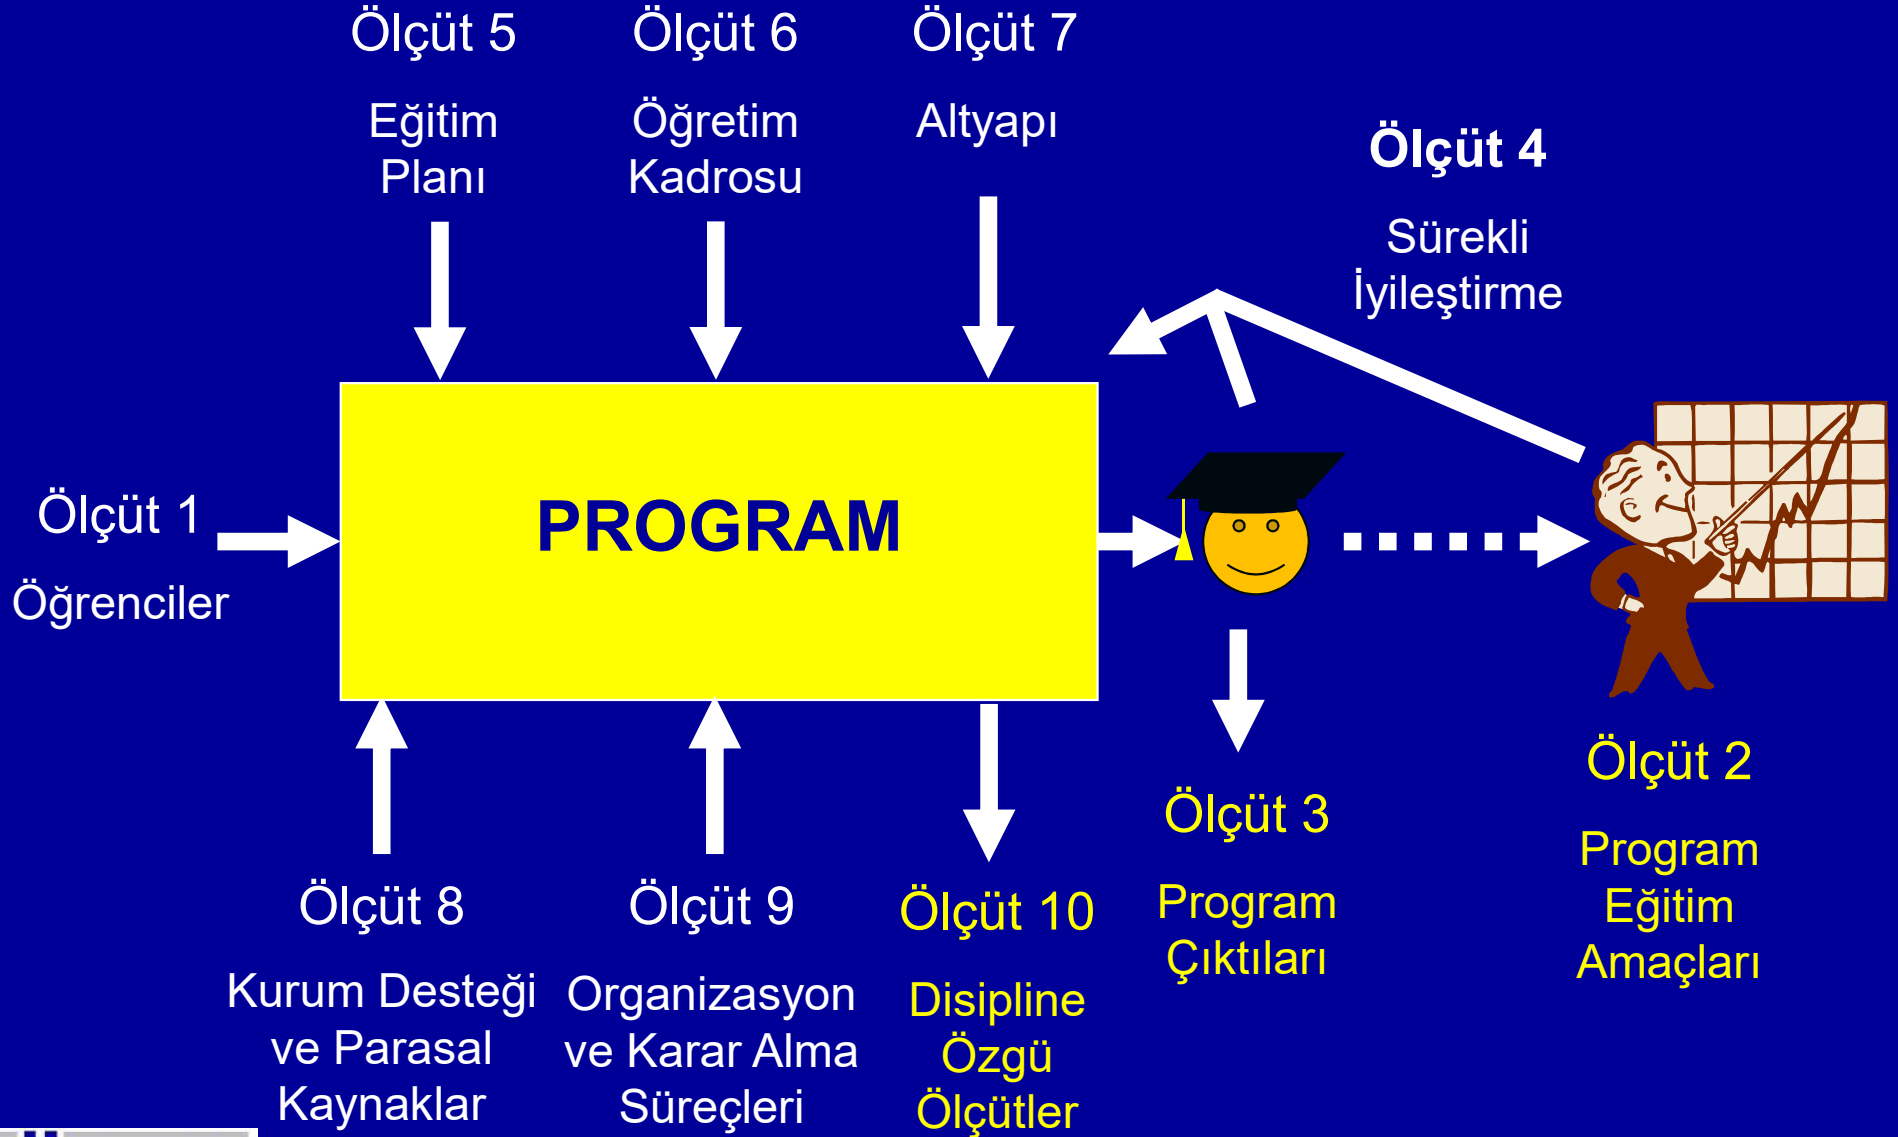 Ölçüt 5
Eğitim
Planı
Ölçüt 6
Öğretim
Kadrosu
Ölçüt 7
Altyapı
Ölçüt 4
Sürekli
İyileştirme
Ölçüt 1
Öğrenciler
PROGRAM
Ölçüt 8
Kurum Desteği
ve Parasal
Kaynaklar
Ölçüt 9
Organizasyon
ve Karar Alma
Süreçleri
Ölçüt 10
Disipline
Özgü
Ölçütler
Ölçüt 3
Program
Çıktıları
Ölçüt 2
Program
Eğitim
Amaçları